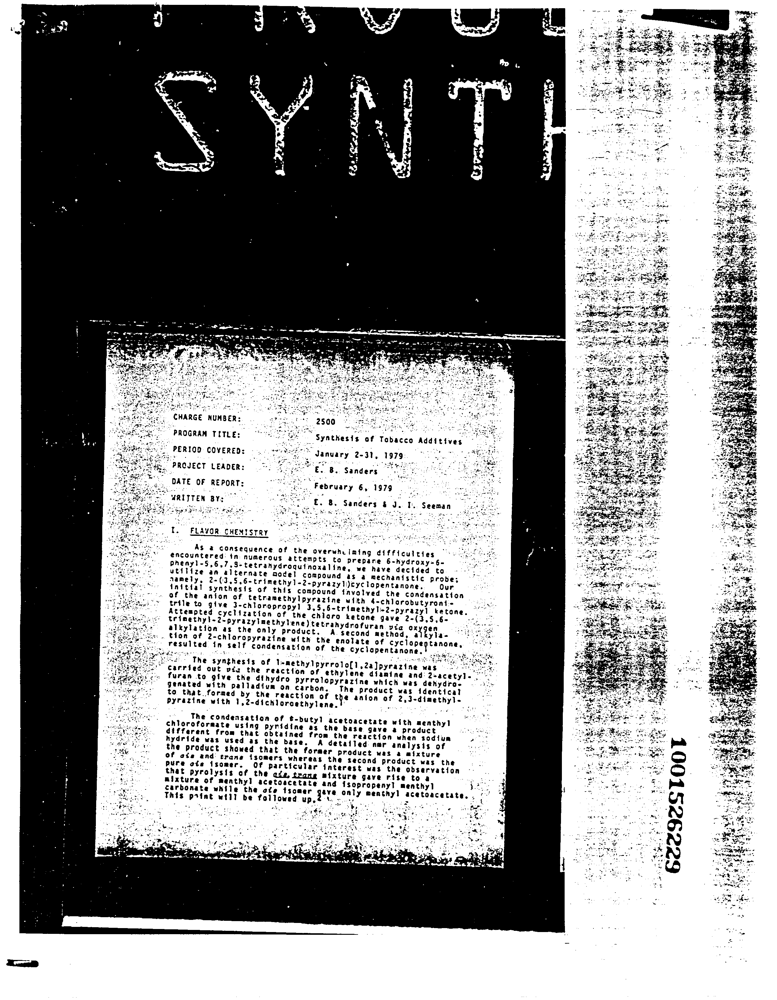 SYNTH
CHARGE NUMBER: 2500
PROGRAM TITLE: Synthesis of Tobacco Additives
PERIOD COVERED: January 2-31, 1979
PROJECT LEADER: E. B. Sanders
DATE OF REPORT: February 6, 1979
WRITTEN BY: E. B. Sanders & J. I. Seeman
I. FLAVOR CHEMISTRY
As a consequence of the overwhelming difficulties
encountered in numerous attempts to prepare 6-hydroxy-6-
phenyl-5,6,7,8-tetrahydroquinoxaline, we have decided to
utilize an alternate model compound as a mechanistic probe;
namely, 2-(3,5,6-trimethyl-2-pyrazyl)cyclopentanone. Our
initial synthesis of this compound involved the condensation
of the anion of tetramethylpyrazine with 4-chlorobutyroni-
trile to give 3-chloropropyl 3,5,6-trimethyl-2-pyrazyl ketone.
Attempted cyclization of the chloro ketone gave 2-(3,5,6-
trimethyl-2-pyrazylmethylene)tetrahydrofuran via oxygen
alkylation as the only product. A second method, alkyla-
tion of 2-chloropyrazine with the enolate of cyclopentanone,
resulted in self condensation of the cyclopentanone.1
The synthesis of 1-methylpyrrolo[1,2a]pyrazine was
carried out via the reaction of ethylene diamine and 2-acetyl-
furan to give the dihydro pyrrolopyrazine which was dehydro-
genated with palladium on carbon. The product was identical
to that formed by the reaction of the anion of 2,3-dimethyl-
pyrazine with 1,2-dichloroethylene.1
The condensation of t-butyl acetoacetate with menthyl
chloroformate using pyridine as the base gave a product
different from that obtained from the reaction when sodium
hydride was used as the base. A detailed nmr analysis of
the product showed that the former product was a mixture
of cis and trans isomers whereas the second product was the
pure cis isomer. Of particular interest was the observation
that pyrolysis of the cis, trans mixture gave rise to a
mixture of menthyl acetoacetate and isopropenyl menthyl
carbonate while the cis isomer gave only menthyl acetoacetate.
This point will be followed up.2
1001526229